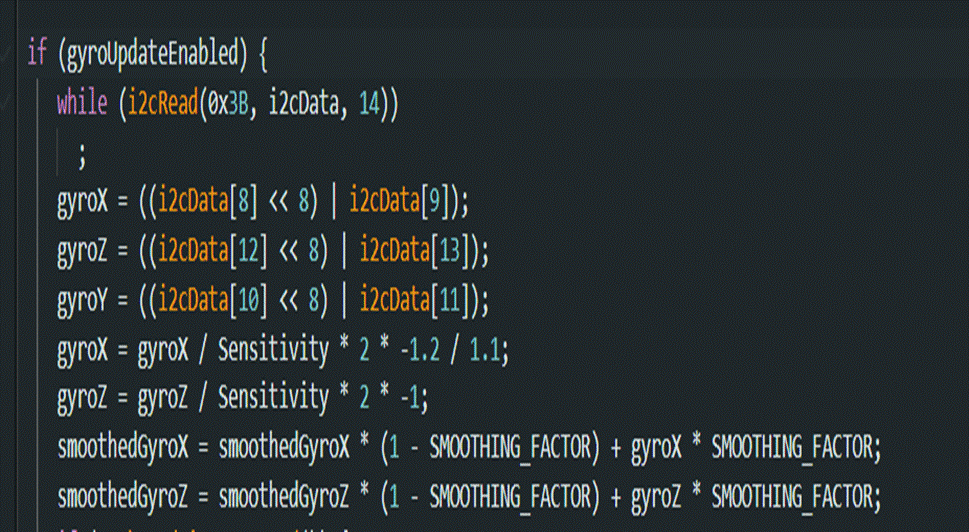 if (gyroUpdateEnabled) {
while (i2cRead(0x3B, i2cData, 14))
;
gyroX = ((i2cData[8] << 8) | i2cData[9]);
gyroZ = ((i2cData[12] << 8) | i2cData[13]);
gyroY = ((i2cData[10] << 8) | i2cData[11]);
gyroX = gyroX / Sensitivity * 2 * -1.2 / 1.1;
gyroZ = gyroZ / Sensitivity * 2 * -1;
smoothedGyroX = smoothedGyroX * (1 - SMOOTHING_FACTOR) + gyroX * SMOOTHING_FACTOR;
smoothedGyroZ = smoothedGyroZ * (1 - SMOOTHING_FACTOR) + gyroZ * SMOOTHING_FACTOR;